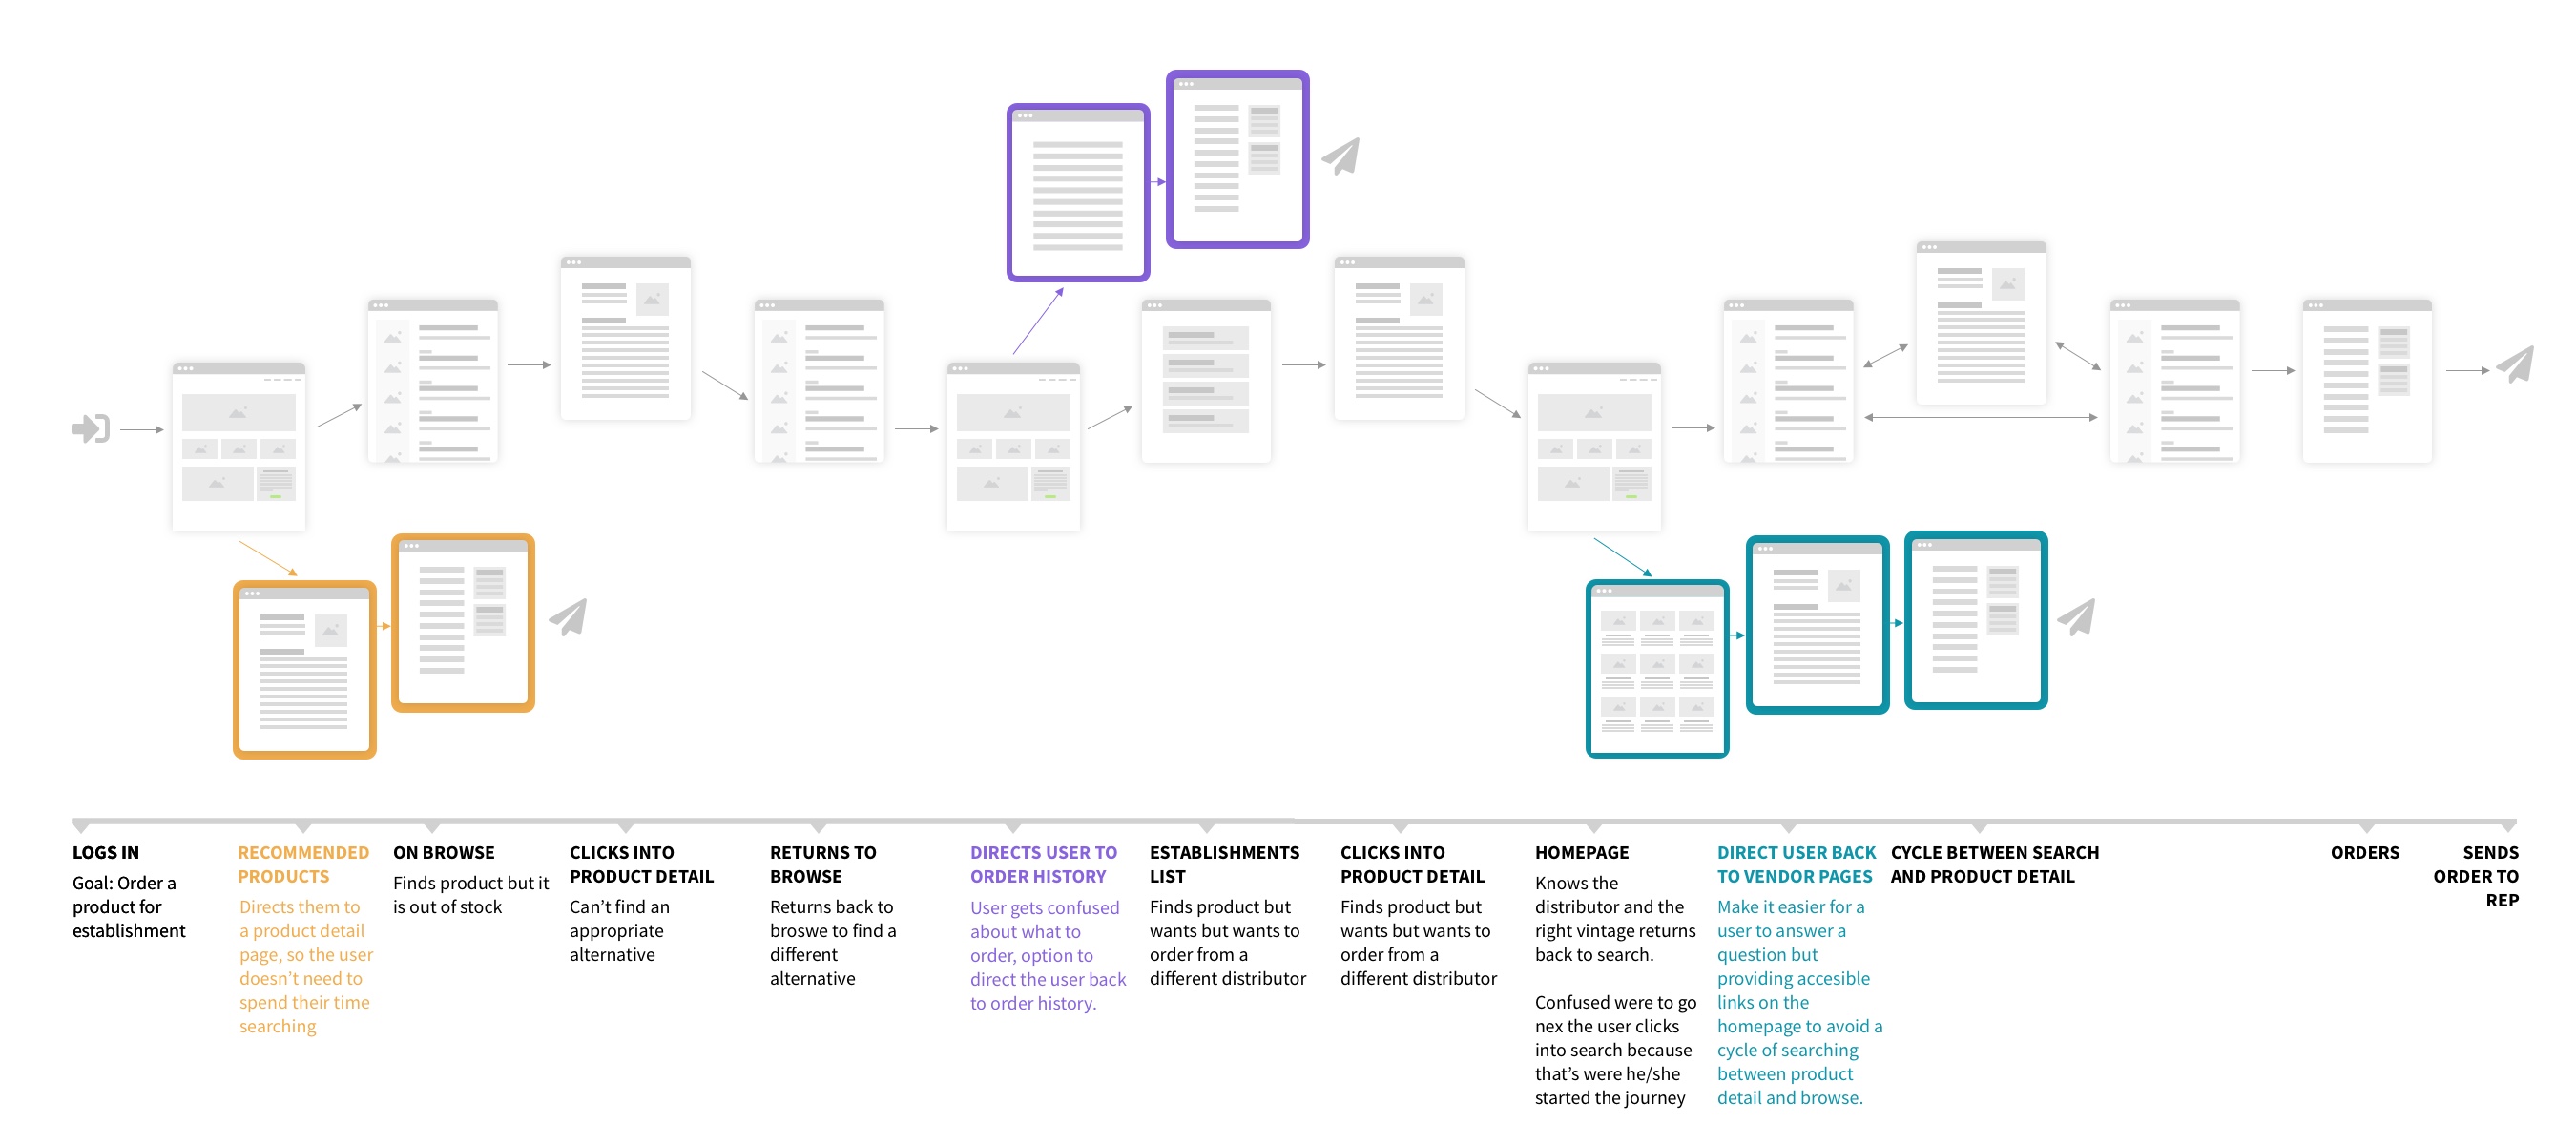 LOGS IN
Goal: Order a
product for
establishment
RECOMMENDED
PRODUCTS
Directs them to
a product detail
page, so the user
doesn't need to
spend their time
searching
ON BROWSE
Finds product but it
is out of stock
CLICKS INTO
PRODUCT DETAIL
Can't find an
appropriate
alternative
RETURNS TO
BROWSE
Returns back to
broswe to find a
different
alternative
DIRECTS USER TO
ORDER HISTORY
User gets confused
about what to
order, option to
direct the user back
to order history.
ESTABLISHMENTS
LIST
Finds product but
wants but wants to
order from a
different distributor
CLICKS INTO
PRODUCT DETAIL
Finds product but
wants but wants to
order from a
different distributor
HOMEPAGE
Knows the
distributor and the
right vintage returns
back to search.
Confused were to go
nex the user clicks
into search because
that's were he/she
started the journey
DIRECT USER BACK
TO VENDOR PAGES
Make it easier for a
user to answer a
question but
providing accesible
links on the
homepage to avoid a
cycle of searching
between product
detail and browse.
CYCLE BETWEEN SEARCH
AND PRODUCT DETAIL
ORDERS
SENDS
ORDER TO
REP